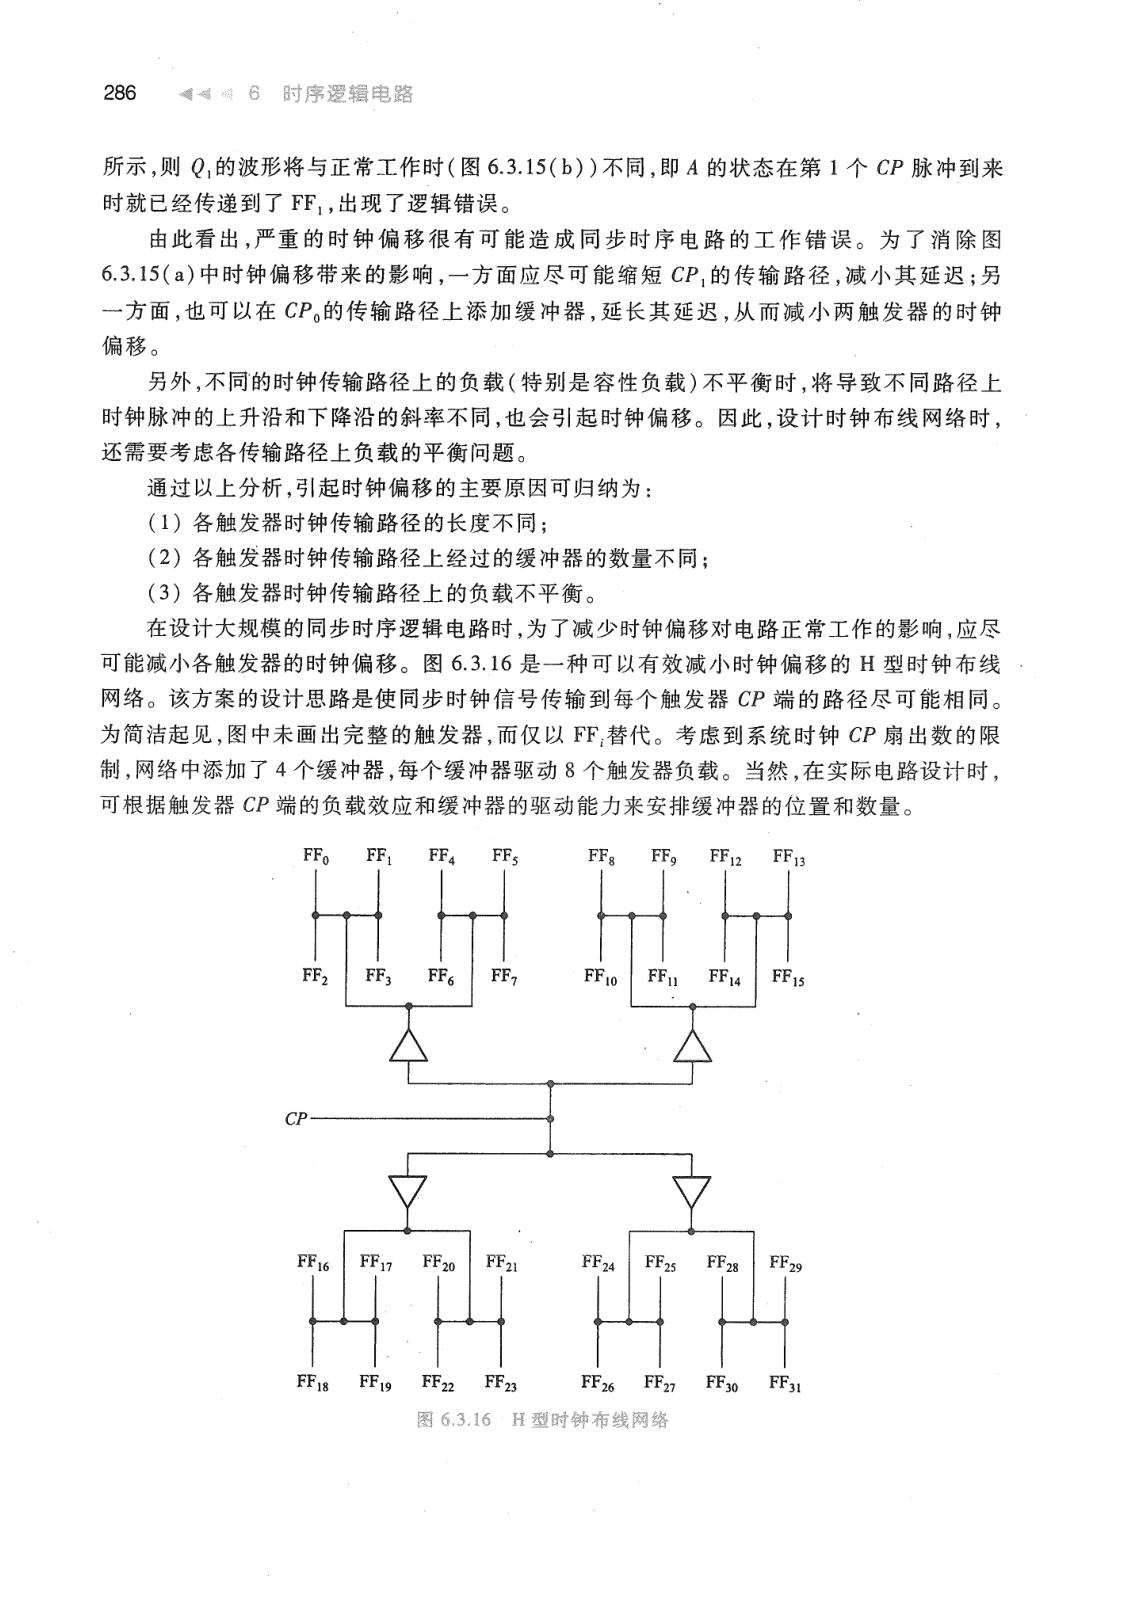 286 6 时序逻辑电路
所示,则 Q₁的波形将与正常工作时(图 6.3.15(b))不同,即 A 的状态在第 1 个 CP 脉冲到来
时就已经传递到了 FF₁,出现了逻辑错误。
由此看出,严重的时钟偏移很有可能造成同步时序电路的工作错误。为了消除图
6.3.15(a)中时钟偏移带来的影响,一方面应尽可能缩短 CP₁的传输路径,减小其延迟;另
一方面,也可以在 CP₀的传输路径上添加缓冲器,延长其延迟,从而减小两触发器的时钟
偏移。
另外,不同的时钟传输路径上的负载(特别是容性负载)不平衡时,将导致不同路径上
时钟脉冲的上升沿和下降沿的斜率不同,也会引起时钟偏移。因此,设计时钟布线网络时,
还需要考虑各传输路径上负载的平衡问题。
通过以上分析,引起时钟偏移的主要原因可归纳为:
(1) 各触发器时钟传输路径的长度不同;
(2) 各触发器时钟传输路径上经过的缓冲器的数量不同;
(3) 各触发器时钟传输路径上的负载不平衡。
在设计大规模的同步时序逻辑电路时,为了减少时钟偏移对电路正常工作的影响,应尽
可能减小各触发器的时钟偏移。图 6.3.16 是一种可以有效减小时钟偏移的 H 型时钟布线
网络。该方案的设计思路是使同步时钟信号传输到每个触发器 CP 端的路径尽可能相同。
为简洁起见,图中未画出完整的触发器,而仅以 FFᵢ替代。考虑到系统时钟 CP 扇出数的限
制,网络中添加了 4 个缓冲器,每个缓冲器驱动 8 个触发器负载。当然,在实际电路设计时,
可根据触发器 CP 端的负载效应和缓冲器的驱动能力来安排缓冲器的位置和数量。
FF₀ FF₁ FF₄ FF₅ FF₈ FF₉ FF₁₂ FF₁₃
FF₂ FF₃ FF₆ FF₇ FF₁₀ FF₁₁ FF₁₄ FF₁₅
CP
FF₁₆ FF₁₇ FF₂₀ FF₂₁ FF₂₄ FF₂₅ FF₂₈ FF₂₉
FF₁₈ FF₁₉ FF₂₂ FF₂₃ FF₂₆ FF₂₇ FF₃₀ FF₃₁
图 6.3.16 H 型时钟布线网络